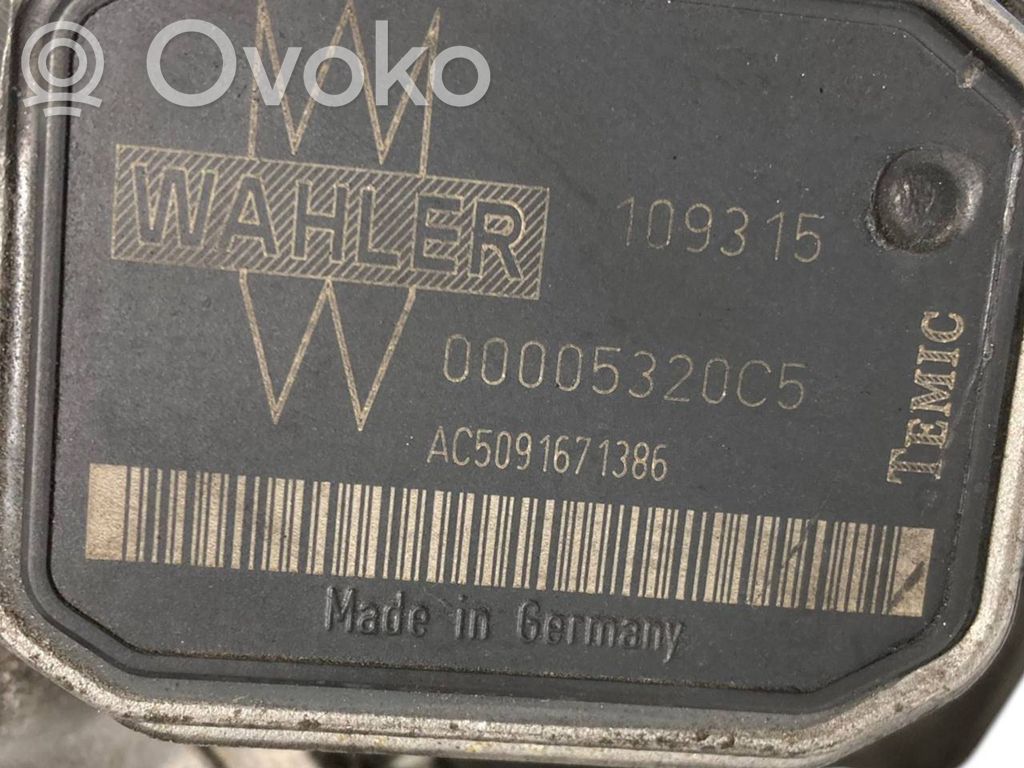 Ovoko
WAHLER
109315
00005320C5
TEMIC
AC5091671386
Made in Germany